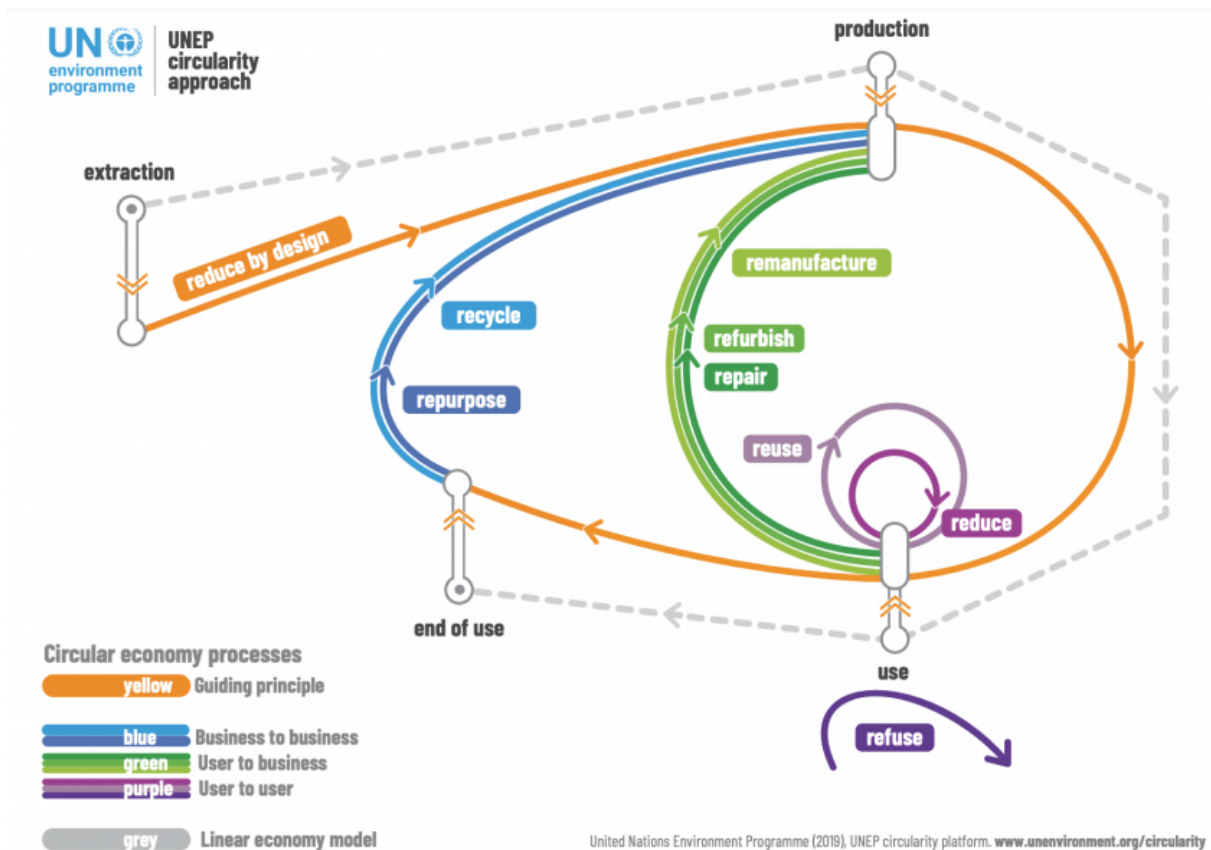 UN
environment
programme
UNEP
circularity
approach
production
extraction
reduce by design
remanufacture
recycle
refurbish
repair
repurpose
reuse
reduce
end of use
use
refuse
Circular economy processes
yellow Guiding principle
blue Business to business
green User to business
purple User to user
grey Linear economy model
United Nations Environment Programme (2019), UNEP circularity platform. www.unenvironment.org/circularity